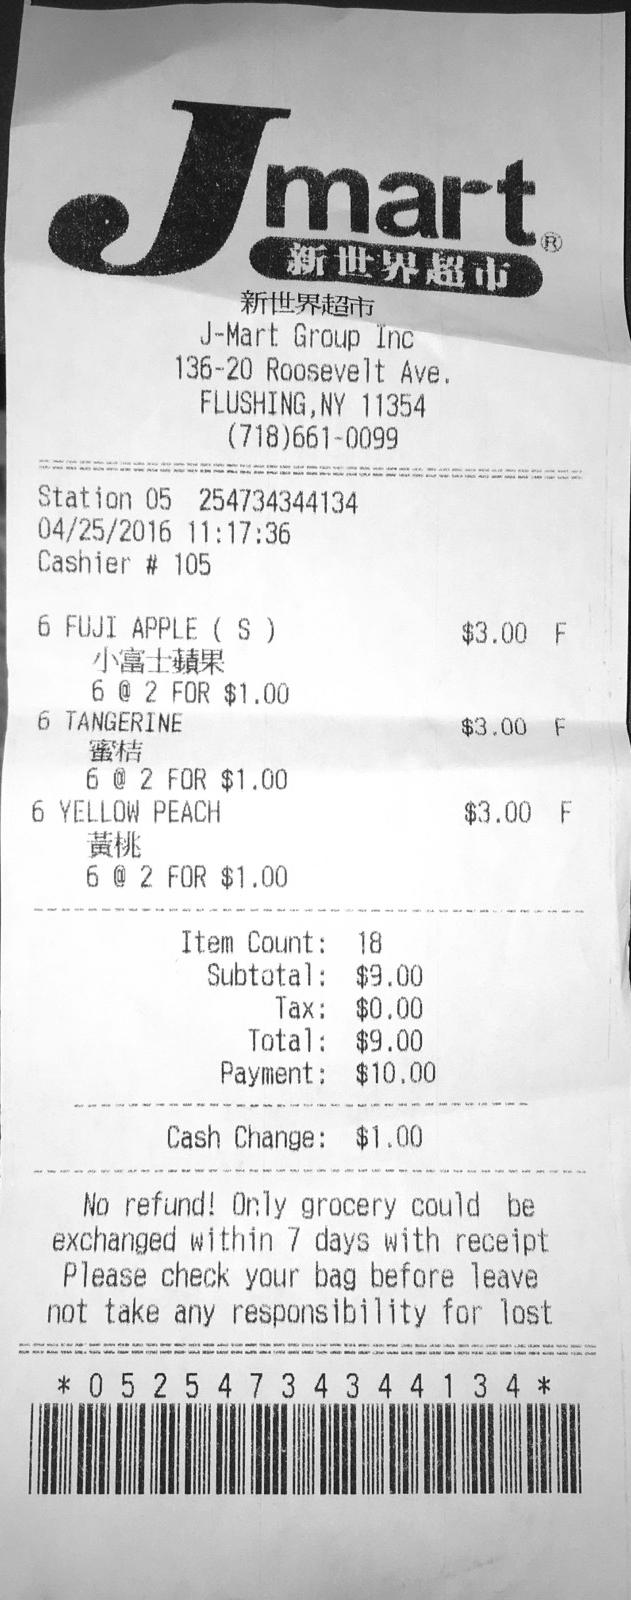 Jmart®
新世界超市
新世界超市
J-Mart Group Inc
136-20 Roosevelt Ave.
FLUSHING,NY 11354
(718)661-0099
Station 05 254734344134
04/25/2016 11:17:36
Cashier # 105
6 FUJI APPLE ( S ) $3.00 F
小富士蘋果
6 @ 2 FOR $1.00
6 TANGERINE $3.00 F
蜜桔
6 @ 2 FOR $1.00
6 YELLOW PEACH $3.00 F
黃桃
6 @ 2 FOR $1.00
Item Count: 18
Subtotal: $9.00
Tax: $0.00
Total: $9.00
Payment: $10.00
Cash Change: $1.00
No refund! Only grocery could be
exchanged within 7 days with receipt
Please check your bag before leave
not take any responsibility for lost
*05254734344134*